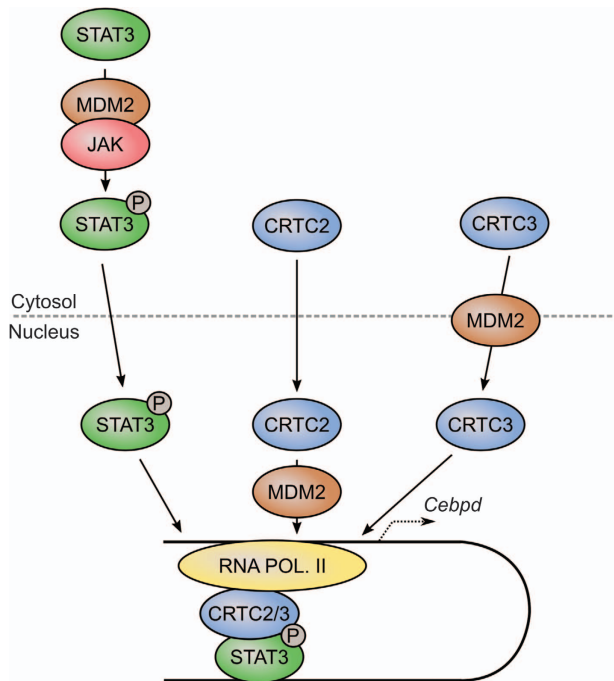 STAT3
MDM2
JAK
P
STAT3
CRTC2
CRTC3
Cytosol
Nucleus
MDM2
P
STAT3
CRTC2
CRTC3
MDM2
Cebpd
RNA POL. II
CRTC2/3
P
STAT3